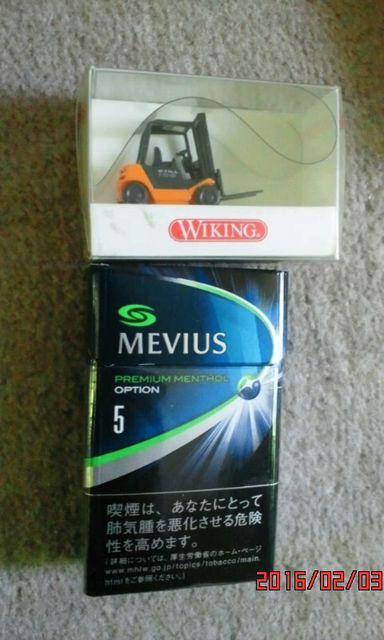 STILL
WIKING®
MEVIUS
PREMIUM MENTHOL
OPTION
5
喫煙は、あなたにとって
肺気腫を悪化させる危険
性を高めます。
(詳細については、厚生労働省のホーム・ページ
www.mhlw.go.jp/topics/tobacco/main.
htmlをご参照ください。)
2016/02/03